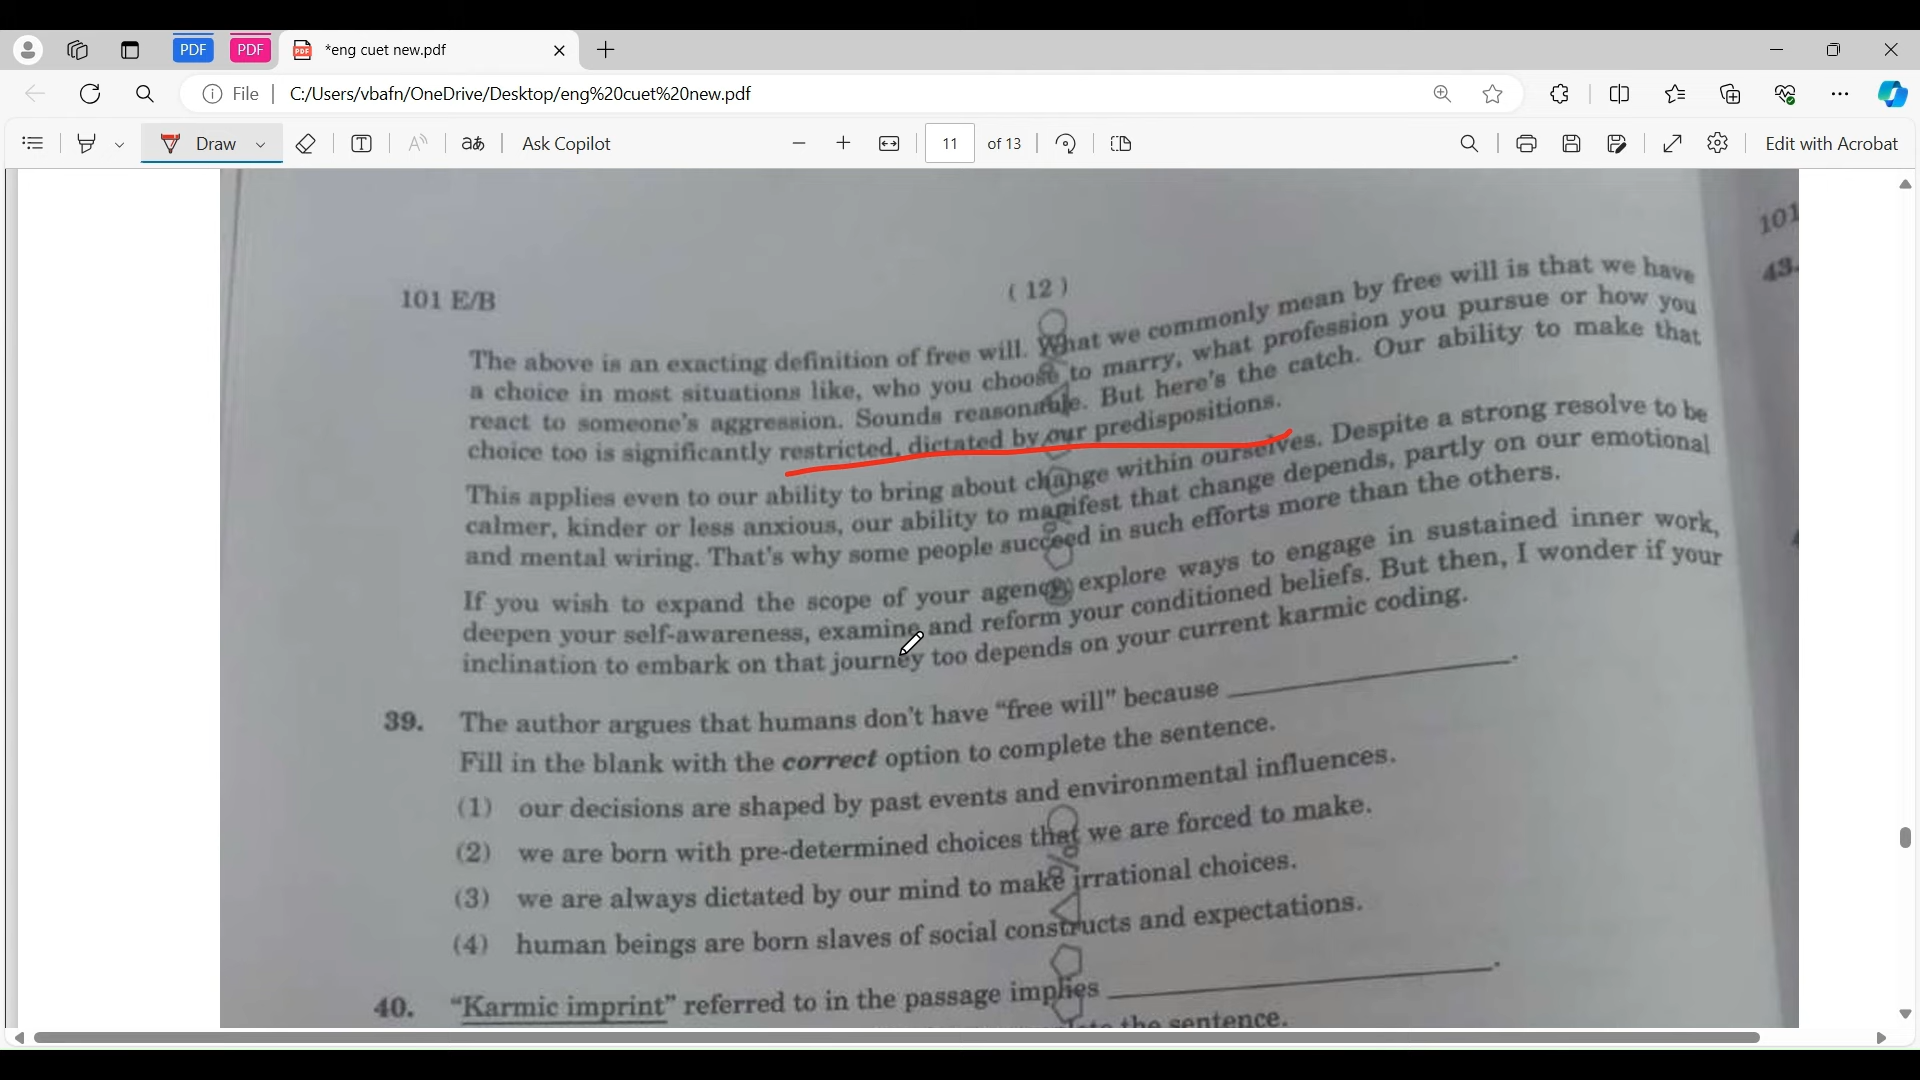 PDF
PDF
*eng cuet new.pdf
File
C:/Users/vbafn/OneDrive/Desktop/eng%20cuet%20new.pdf
Draw
Ask Copilot
11 of 13
Edit with Acrobat
101 E/B
( 12 )
101
43.
The above is an exacting definition of free will. What we commonly mean by free will is that we have
a choice in most situations like, who you choose to marry, what profession you pursue or how you
react to someone's aggression. Sounds reasonable. But here's the catch. Our ability to make that
choice too is significantly restricted, dictated by our predispositions.
This applies even to our ability to bring about change within ourselves. Despite a strong resolve to be
calmer, kinder or less anxious, our ability to manifest that change depends, partly on our emotional
and mental wiring. That's why some people succeed in such efforts more than the others.
If you wish to expand the scope of your agency, explore ways to engage in sustained inner work,
deepen your self-awareness, examine and reform your conditioned beliefs. But then, I wonder if your
inclination to embark on that journey too depends on your current karmic coding.
39. The author argues that humans don't have "free will" because ___.
Fill in the blank with the correct option to complete the sentence.
(1) our decisions are shaped by past events and environmental influences.
(2) we are born with pre-determined choices that we are forced to make.
(3) we are always dictated by our mind to make irrational choices.
(4) human beings are born slaves of social constructs and expectations.
40. "Karmic imprint" referred to in the passage implies ___.
the sentence.